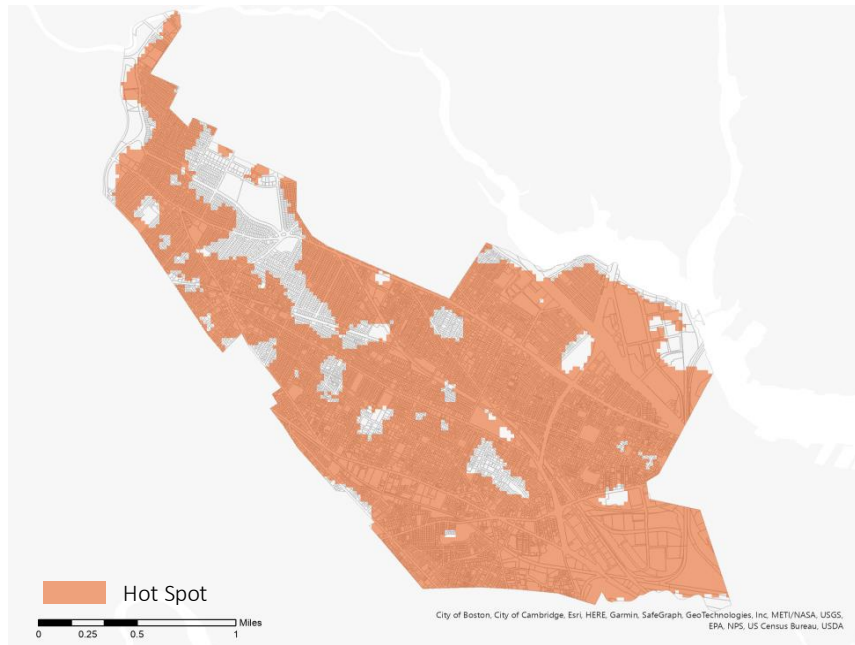 Hot Spot
Miles
0 0.25 0.5 1
City of Boston, City of Cambridge, Esri, HERE, Garmin, SafeGraph, GeoTechnologies, Inc, METI/NASA, USGS,
EPA, NPS, US Census Bureau, USDA